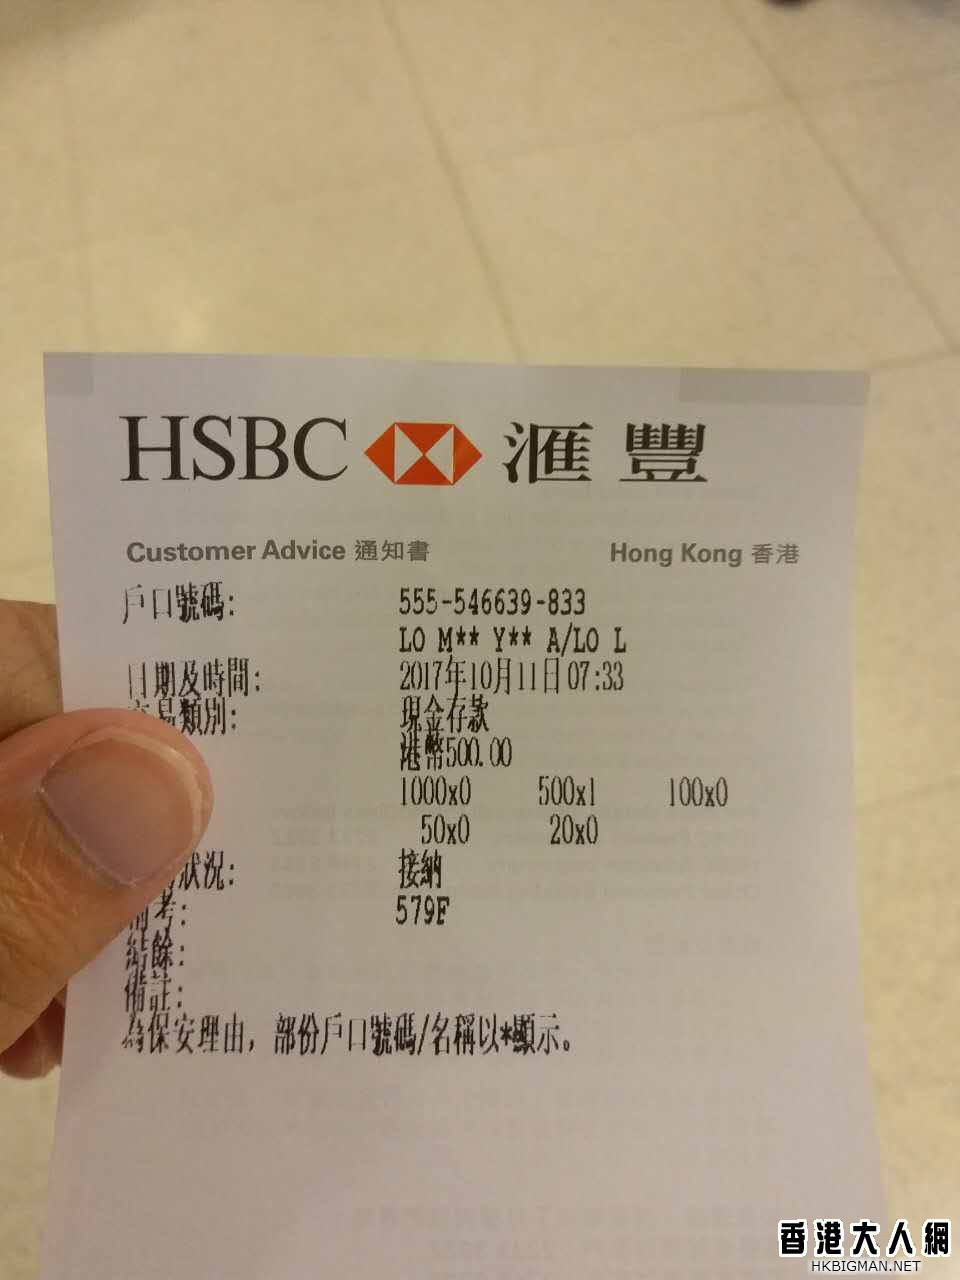 HSBC 滙豐
Customer Advice 通知書 Hong Kong 香港
戶口號碼: 555-546639-833
LO M** Y** A/LO L
日期及時間: 2017年10月11日 07:33
交易類別: 現金存款
港幣500.00
1000x0 500x1 100x0
50x0 20x0
狀況: 接納
備考: 579F
結餘:
備註:
為保安理由, 部份戶口號碼/名稱以*顯示。
香港大人網
HKBIGMAN.NET